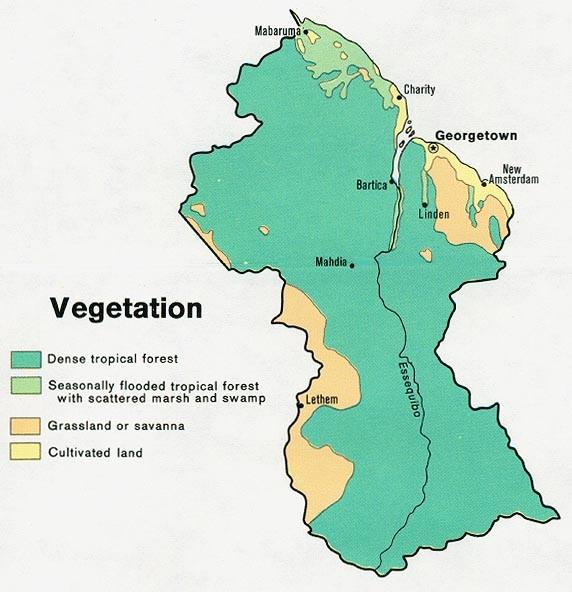 Mabaruma
Charity
Georgetown
New
Amsterdam
Bartica
Linden
Mahdia
Vegetation
Dense tropical forest
Seasonally flooded tropical forest
with scattered marsh and swamp
Essequibo
Lethem
Grassland or savanna
Cultivated land